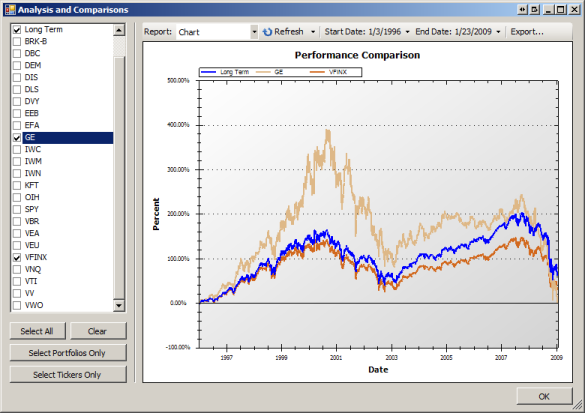 Analysis and Comparisons
Long Term
BRK-B
DBC
DEM
DIS
DLS
DVY
EEB
EFA
GE
IWC
IWM
IWN
KFT
OIH
SPY
VBR
VEA
VEU
VFINX
VNQ
VTI
VV
VWO
Select All Clear
Select Portfolios Only
Select Tickers Only
Report: Chart Refresh Start Date: 1/3/1996 End Date: 1/23/2009 Export...
Performance Comparison
Long Term GE VFINX
500.00%
400.00%
300.00%
200.00%
100.00%
0.00%
-100.00%
Percent
1997 1999 2001 2003 2005 2007 2009
Date
OK